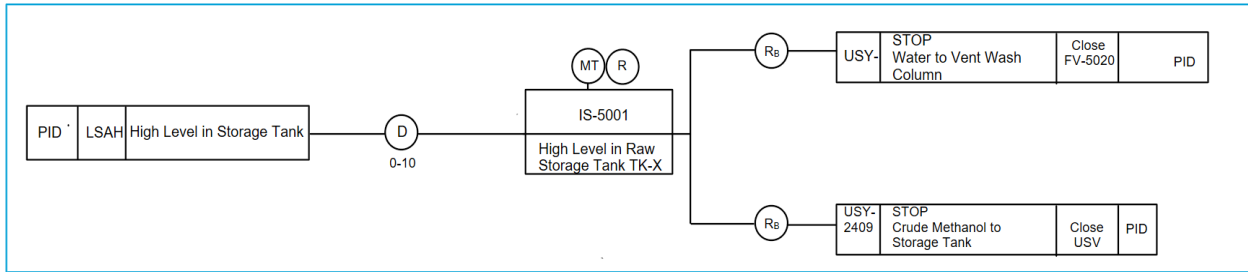 PID
LSAH
High Level in Storage Tank
D
0-10
MT
R
IS-5001
High Level in Raw
Storage Tank TK-X
RB
USY-
STOP
Water to Vent Wash
Column
Close
FV-5020
PID
RB
USY-
2409
STOP
Crude Methanol to
Storage Tank
Close
USV
PID